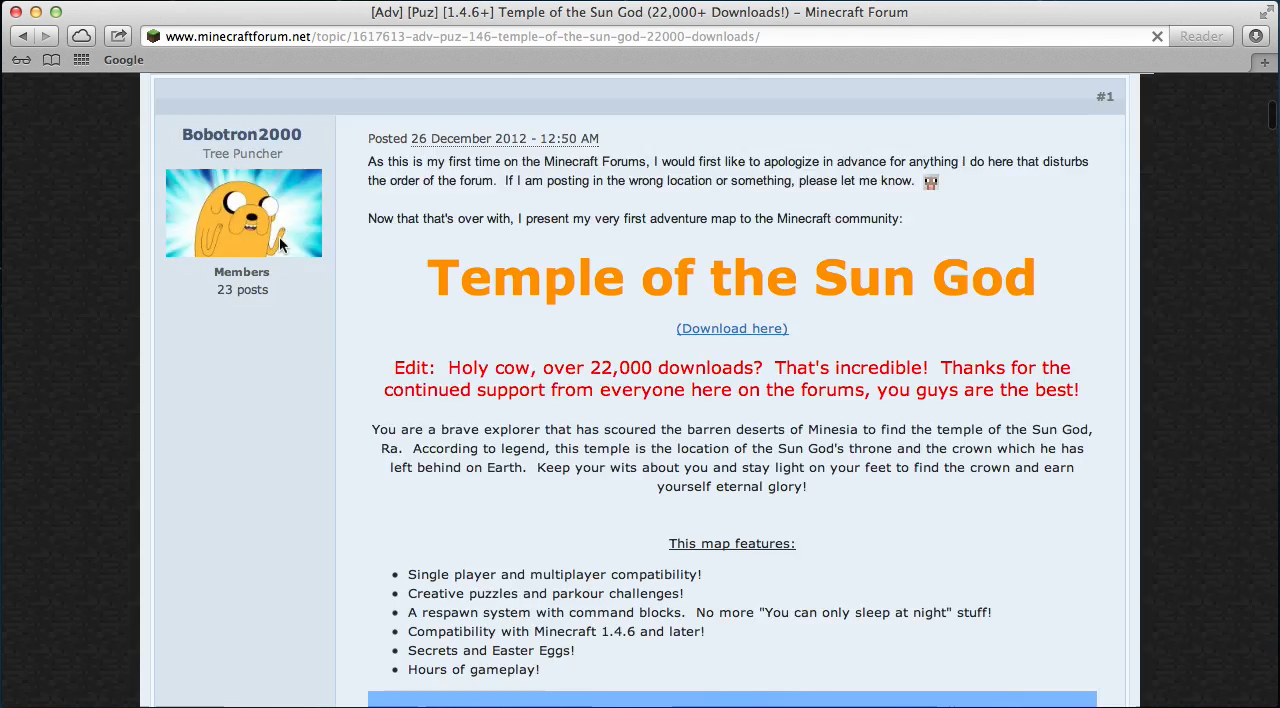 [Adv] [Puz] [1.4.6+] Temple of the Sun God (22,000+ Downloads!) – Minecraft Forum
www.minecraftforum.net/topic/1617613-adv-puz-146-temple-of-the-sun-god-22000-downloads/
Reader
Google
#1
Bobotron2000
Tree Puncher
Members
23 posts
Posted 26 December 2012 - 12:50 AM
As this is my first time on the Minecraft Forums, I would first like to apologize in advance for anything I do here that disturbs
the order of the forum. If I am posting in the wrong location or something, please let me know.
Now that that's over with, I present my very first adventure map to the Minecraft community:
Temple of the Sun God
(Download here)
Edit: Holy cow, over 22,000 downloads? That's incredible! Thanks for the
continued support from everyone here on the forums, you guys are the best!
You are a brave explorer that has scoured the barren deserts of Minesia to find the temple of the Sun God,
Ra. According to legend, this temple is the location of the Sun God's throne and the crown which he has
left behind on Earth. Keep your wits about you and stay light on your feet to find the crown and earn
yourself eternal glory!
This map features:
• Single player and multiplayer compatibility!
• Creative puzzles and parkour challenges!
• A respawn system with command blocks. No more "You can only sleep at night" stuff!
• Compatibility with Minecraft 1.4.6 and later!
• Secrets and Easter Eggs!
• Hours of gameplay!